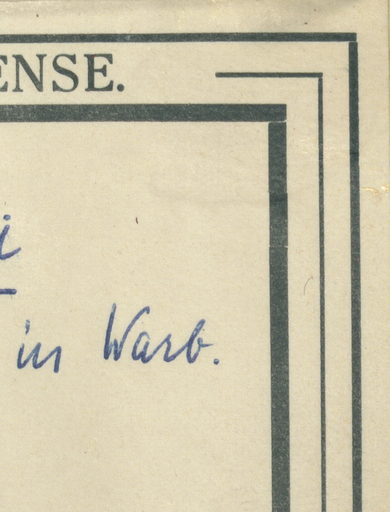 ENSE.
i
in Warb.